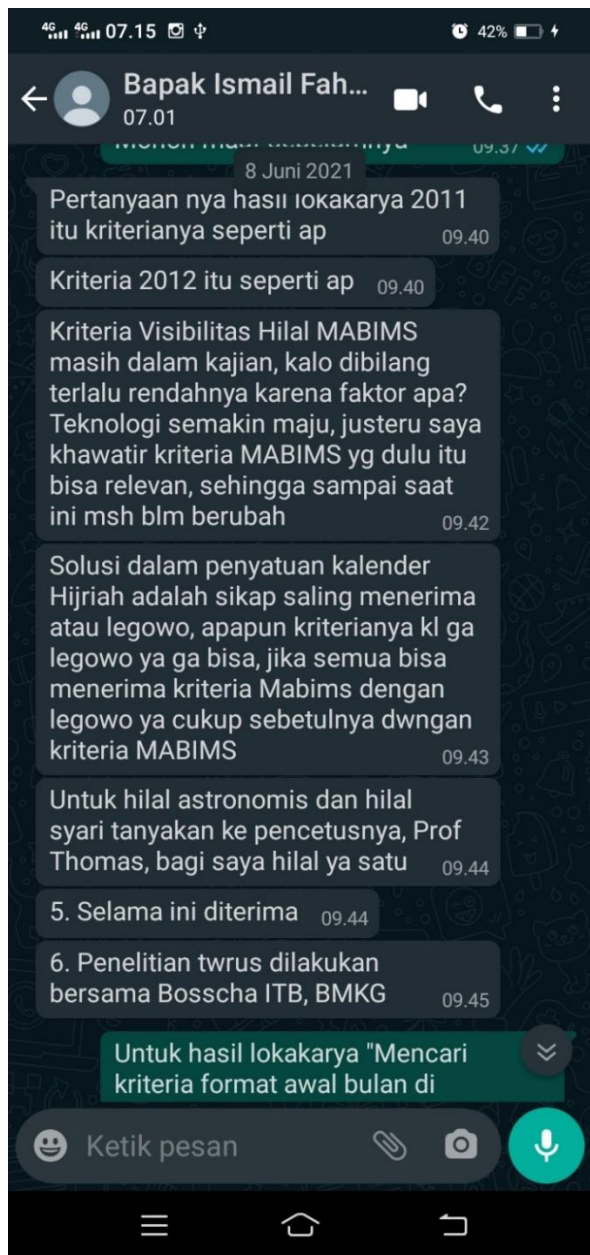 4G 4G 07.15 42%
Bapak Ismail Fah...
07.01
09.37
8 Juni 2021
Pertanyaan nya hasil lokakarya 2011
itu kriterianya seperti ap 09.40
Kriteria 2012 itu seperti ap 09.40
Kriteria Visibilitas Hilal MABIMS
masih dalam kajian, kalo dibilang
terlalu rendahnya karena faktor apa?
Teknologi semakin maju, justeru saya
khawatir kriteria MABIMS yg dulu itu
bisa relevan, sehingga sampai saat
ini msh blm berubah 09.42
Solusi dalam penyatuan kalender
Hijriah adalah sikap saling menerima
atau legowo, apapun kriterianya kl ga
legowo ya ga bisa, jika semua bisa
menerima kriteria Mabims dengan
legowo ya cukup sebetulnya dwngan
kriteria MABIMS 09.43
Untuk hilal astronomis dan hilal
syari tanyakan ke pencetusnya, Prof
Thomas, bagi saya hilal ya satu 09.44
5. Selama ini diterima 09.44
6. Penelitian twrus dilakukan
bersama Bosscha ITB, BMKG 09.45
Untuk hasil lokakarya "Mencari
kriteria format awal bulan di
Ketik pesan